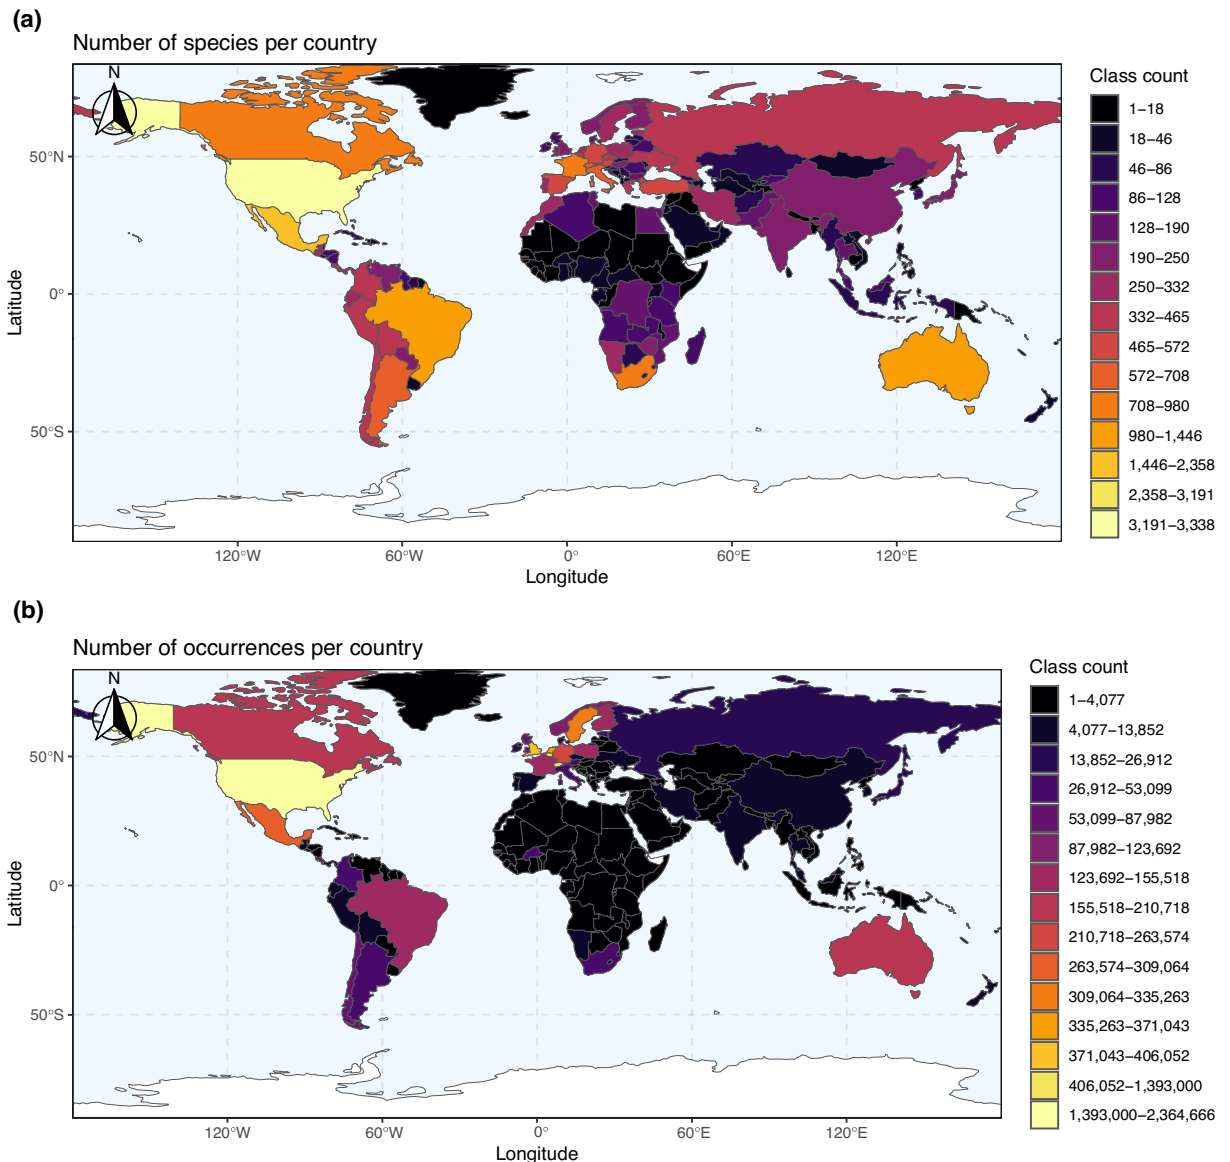 (a)
Number of species per country
N
Class count
1–18
18–46
46–86
86–128
128–190
190–250
250–332
332–465
465–572
572–708
708–980
980–1,446
1,446–2,358
2,358–3,191
3,191–3,338
50°N
0°
50°S
Latitude
120°W
60°W
0°
60°E
120°E
Longitude
(b)
Number of occurrences per country
N
Class count
1–4,077
4,077–13,852
13,852–26,912
26,912–53,099
53,099–87,982
87,982–123,692
123,692–155,518
155,518–210,718
210,718–263,574
263,574–309,064
309,064–335,263
335,263–371,043
371,043–406,052
406,052–1,393,000
1,393,000–2,364,666
50°N
0°
50°S
Latitude
120°W
60°W
0°
60°E
120°E
Longitude